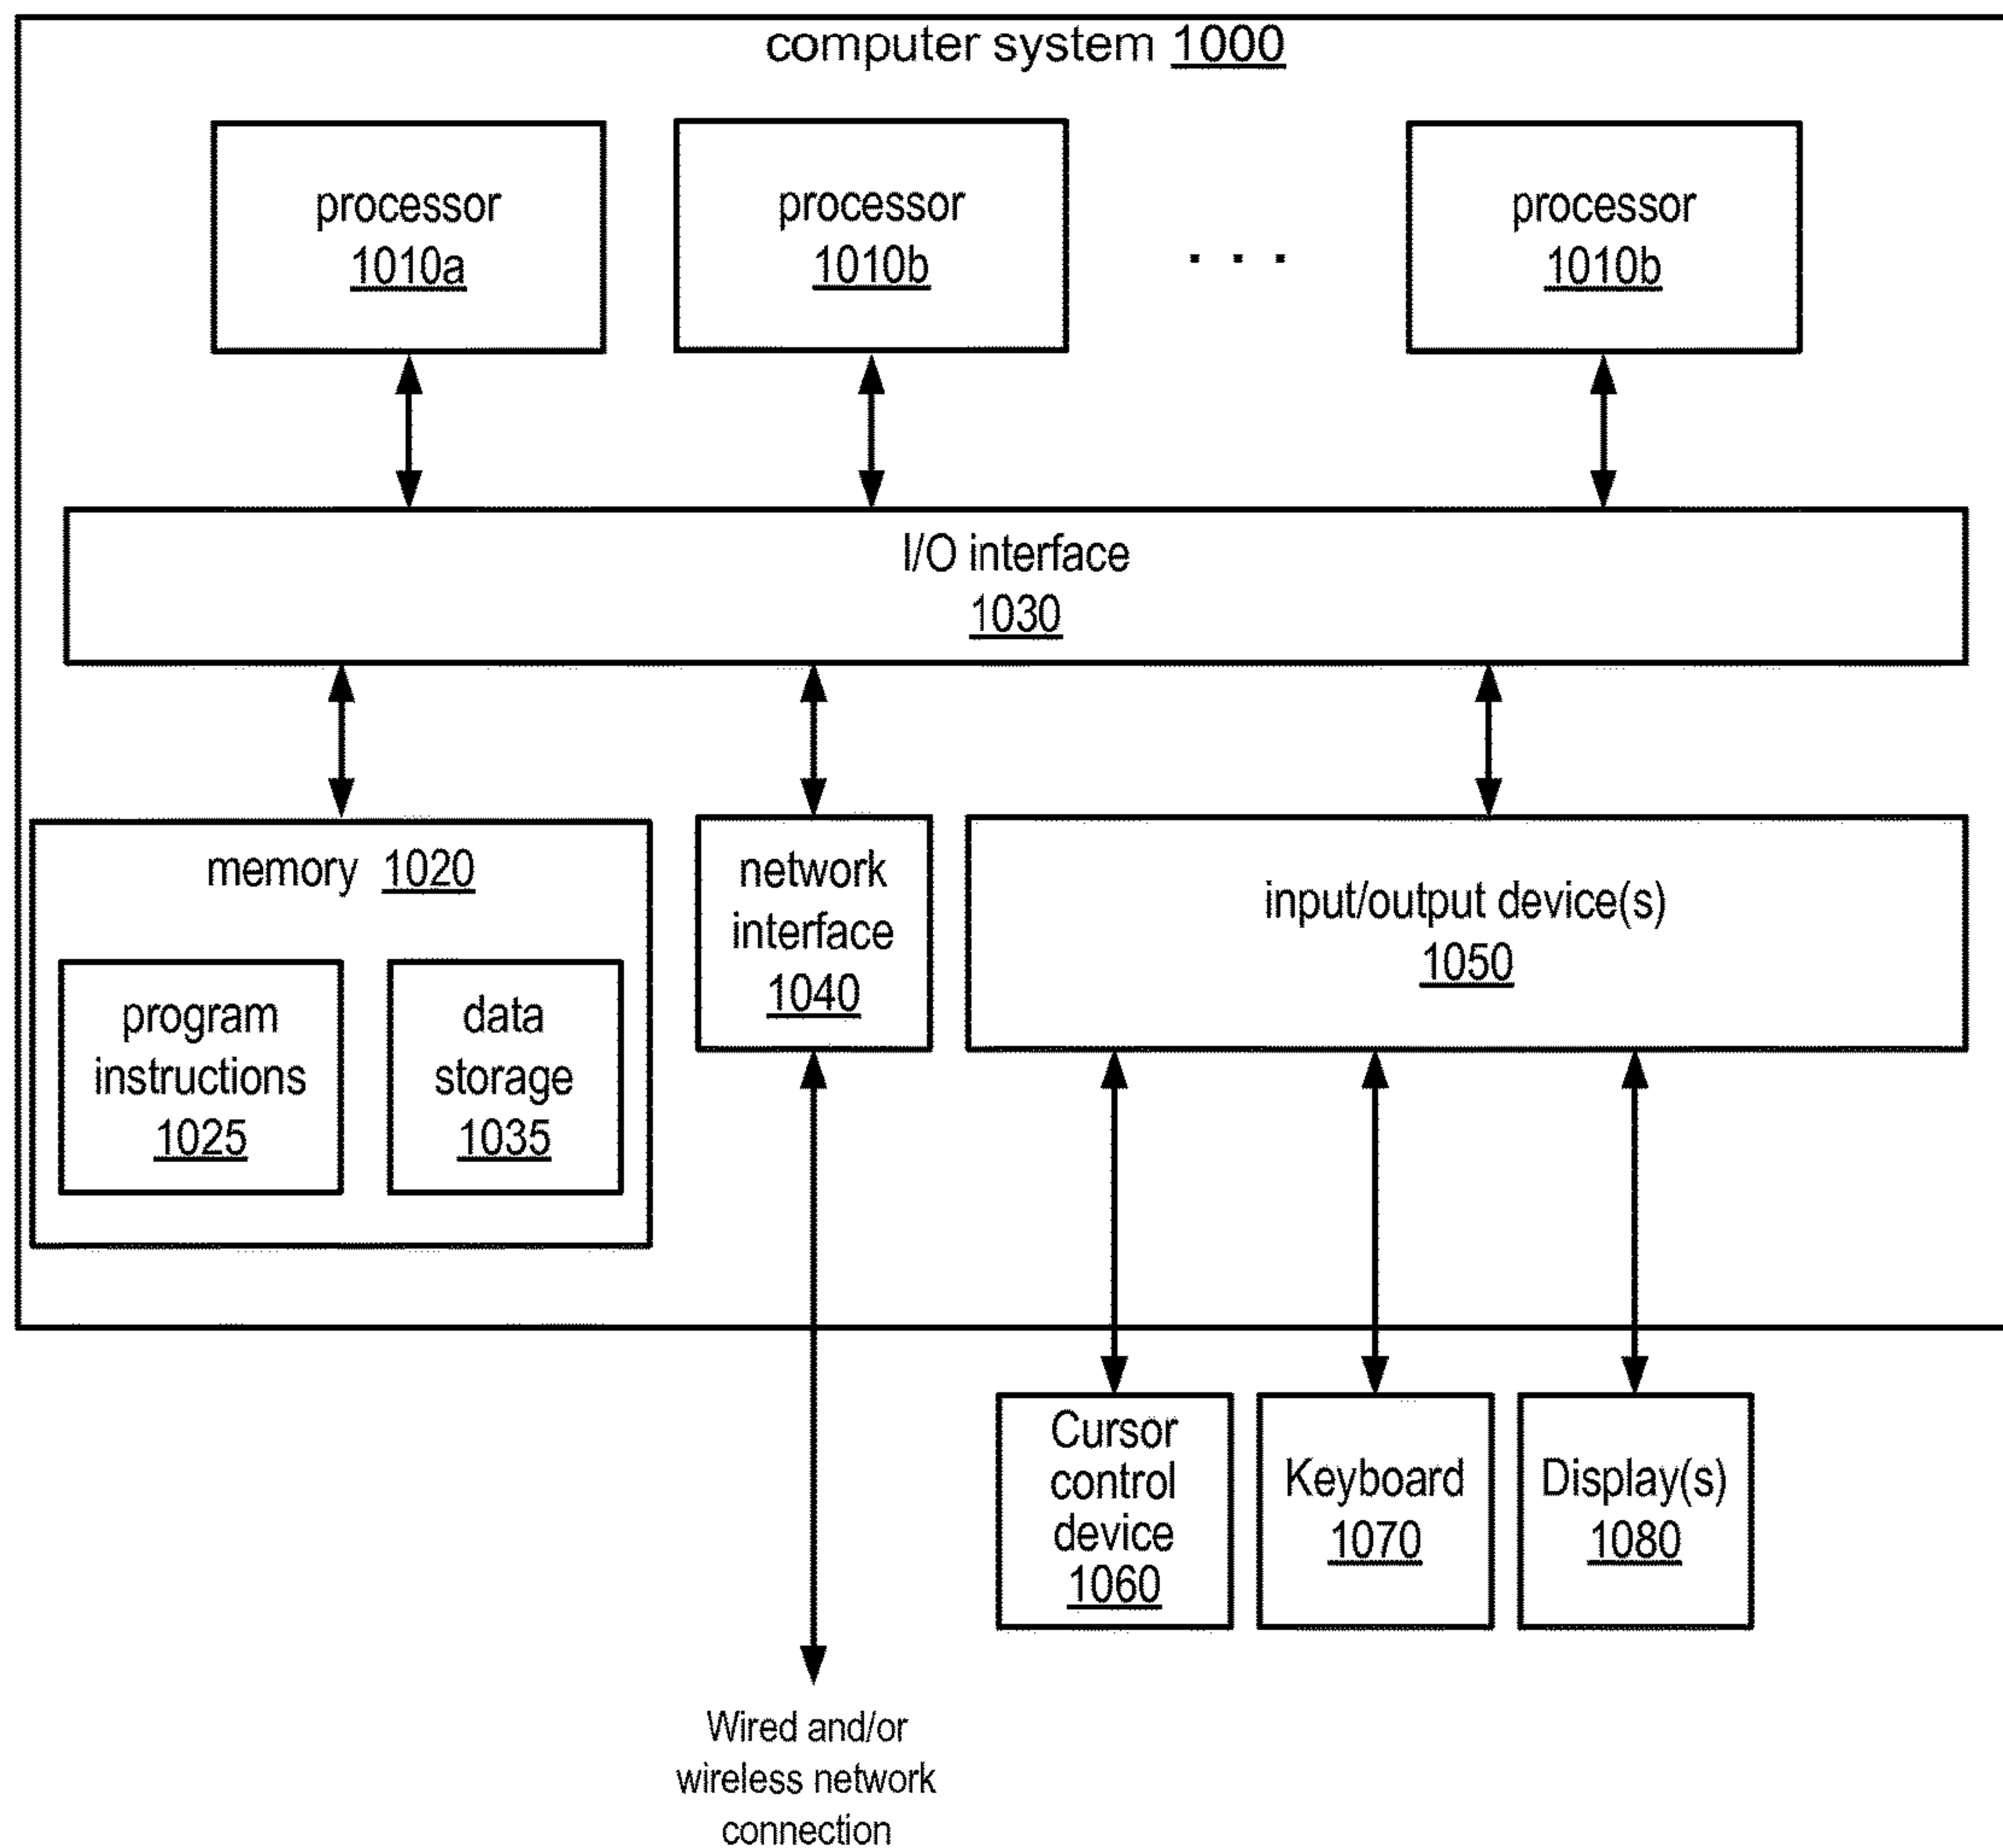 computer system 1000
processor
1010a
processor
1010b
. . .
processor
1010b
I/O interface
1030
memory 1020
program
instructions
1025
data
storage
1035
network
interface
1040
input/output device(s)
1050
Cursor
control
device
1060
Keyboard
1070
Display(s)
1080
Wired and/or
wireless network
connection